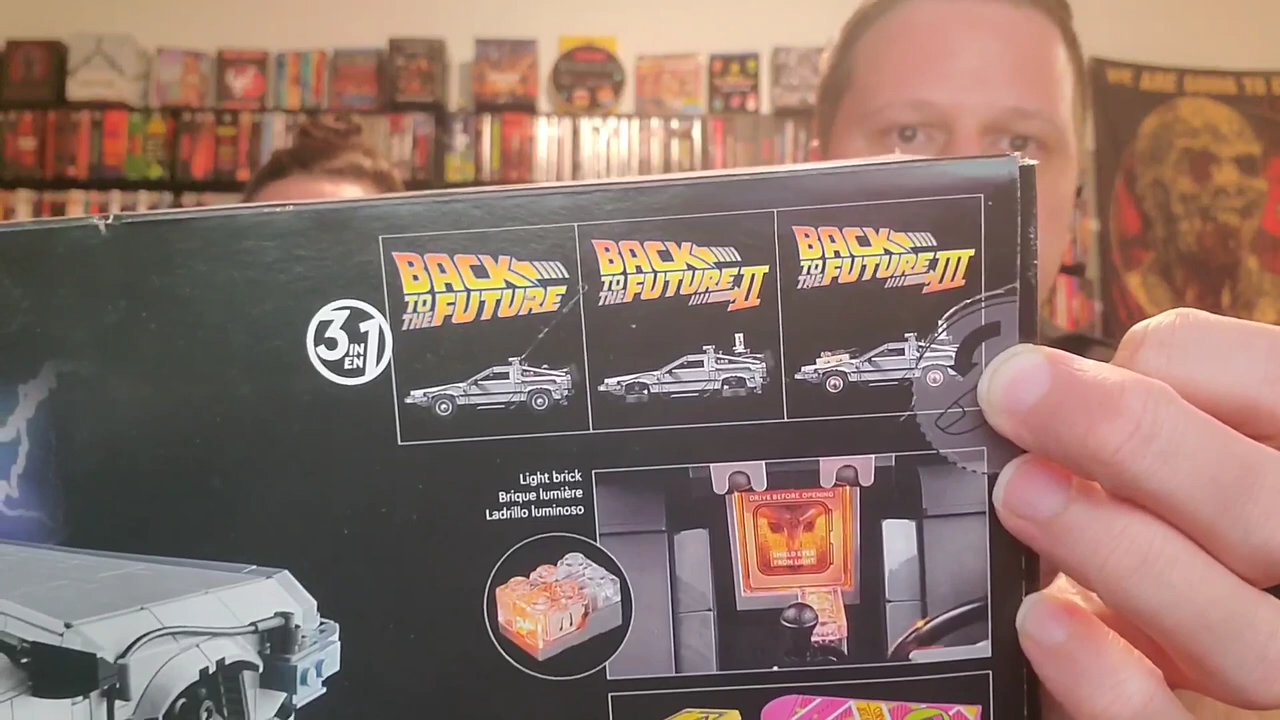 WE ARE GOING TO
BACK
TO THE FUTURE
BACK
TO THE FUTURE II
BACK
TO THE FUTURE III
3 IN EN 1
Light brick
Brique lumière
Ladrillo luminoso
DRIVE BEFORE OPENING
SHIELD EYES
FROM LIGHT